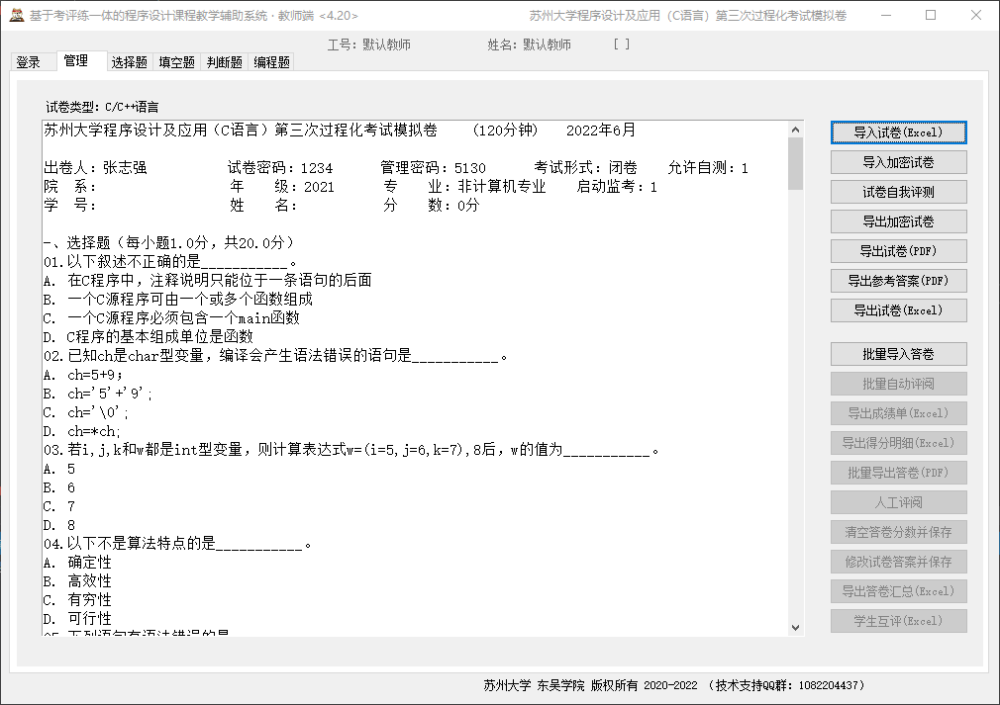 基于考评练一体的程序设计课程教学辅助系统·教师端 <4.20>
苏州大学程序设计及应用（C语言）第三次过程化考试模拟卷
工号：默认教师 姓名：默认教师 [ ]
登录 管理 选择题 填空题 判断题 编程题
试卷类型：C/C++语言
苏州大学程序设计及应用（C语言）第三次过程化考试模拟卷 (120分钟) 2022年6月
出卷人：张志强 试卷密码：1234 管理密码：5130 考试形式：闭卷 允许自测：1
院 系： 年 级：2021 专 业：非计算机专业 启动监考：1
学 号： 姓 名： 分 数：0分
一、选择题（每小题1.0分，共20.0分）
01.以下叙述不正确的是___________。
A. 在C程序中，注释说明只能位于一条语句的后面
B. 一个C源程序可由一个或多个函数组成
C. 一个C源程序必须包含一个main函数
D. C程序的基本组成单位是函数
02.已知ch是char型变量，编译会产生语法错误的语句是___________。
A. ch=5+9;
B. ch='5'+'9';
C. ch='\0';
D. ch=*ch;
03.若i,j,k和w都是int型变量，则计算表达式w=(i=5,j=6,k=7),8后，w的值为___________。
A. 5
B. 6
C. 7
D. 8
04.以下不是算法特点的是___________。
A. 确定性
B. 高效性
C. 有穷性
D. 可行性
05.下列语句有语法错误的是
导入试卷(Excel)
导入加密试卷
试卷自我评测
导出加密试卷
导出试卷(PDF)
导出参考答案(PDF)
导出试卷(Excel)
批量导入答卷
批量自动评阅
导出成绩单(Excel)
导出得分明细(Excel)
批量导出答卷(PDF)
人工评阅
清空答卷分数并保存
修改试卷答案并保存
导出答卷汇总(Excel)
学生互评(Excel)
苏州大学 东吴学院 版权所有 2020-2022 （技术支持QQ群：1082204437）